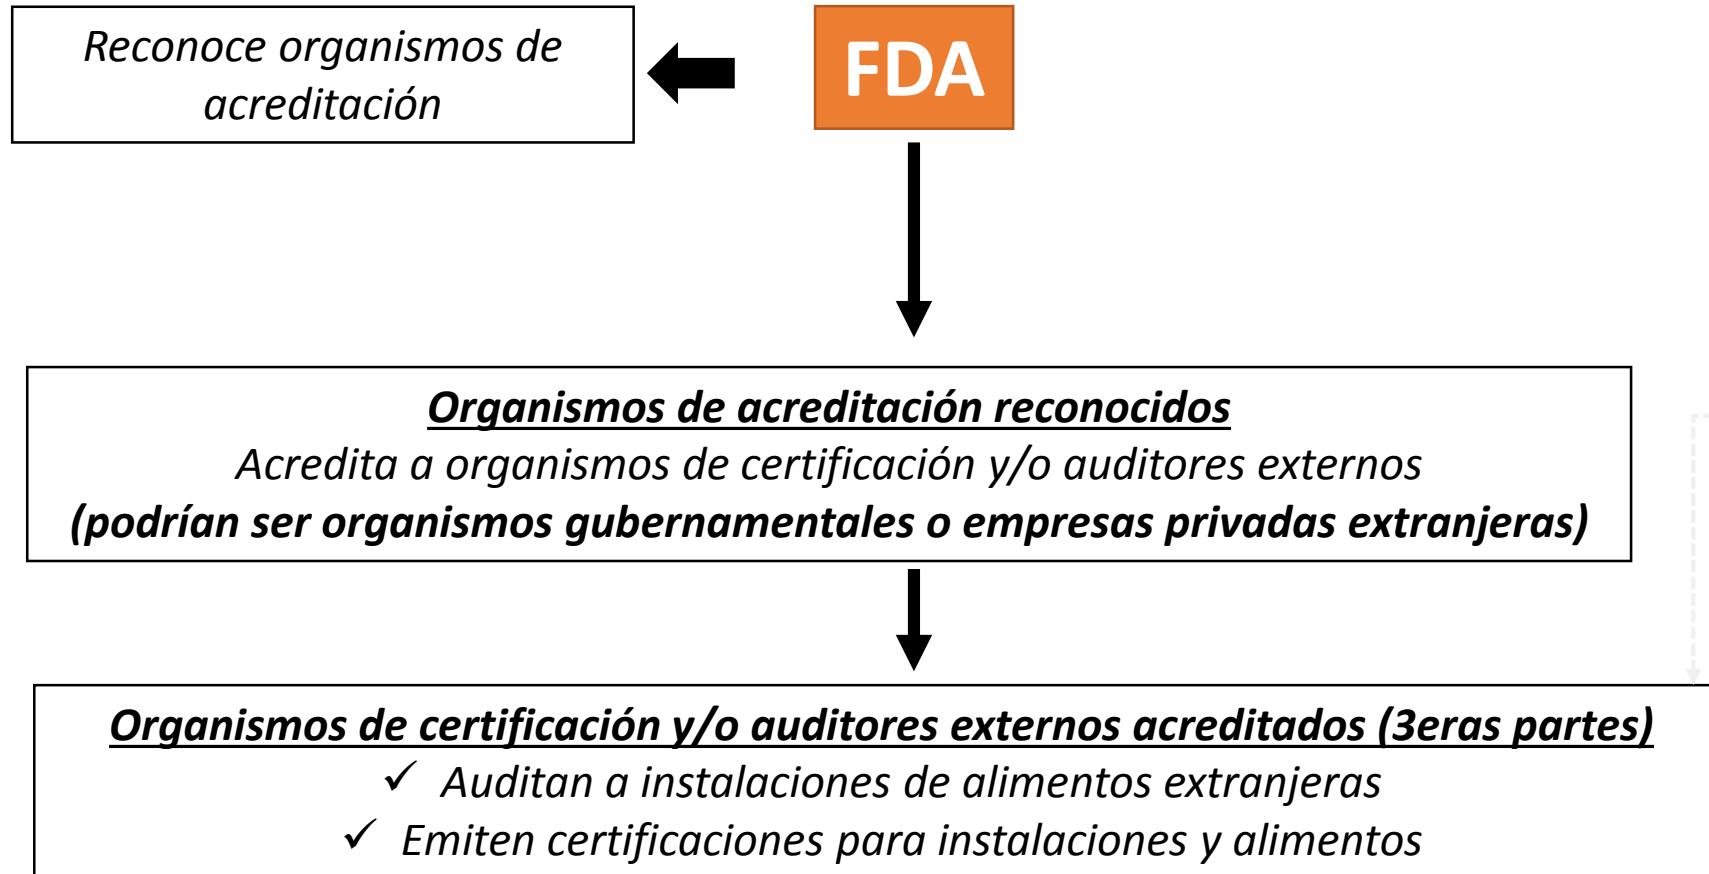 Reconoce organismos de
acreditación
FDA
Organismos de acreditación reconocidos
Acredita a organismos de certificación y/o auditores externos
(podrían ser organismos gubernamentales o empresas privadas extranjeras)
Organismos de certificación y/o auditores externos acreditados (3eras partes)
✓ Auditan a instalaciones de alimentos extranjeras
✓ Emiten certificaciones para instalaciones y alimentos